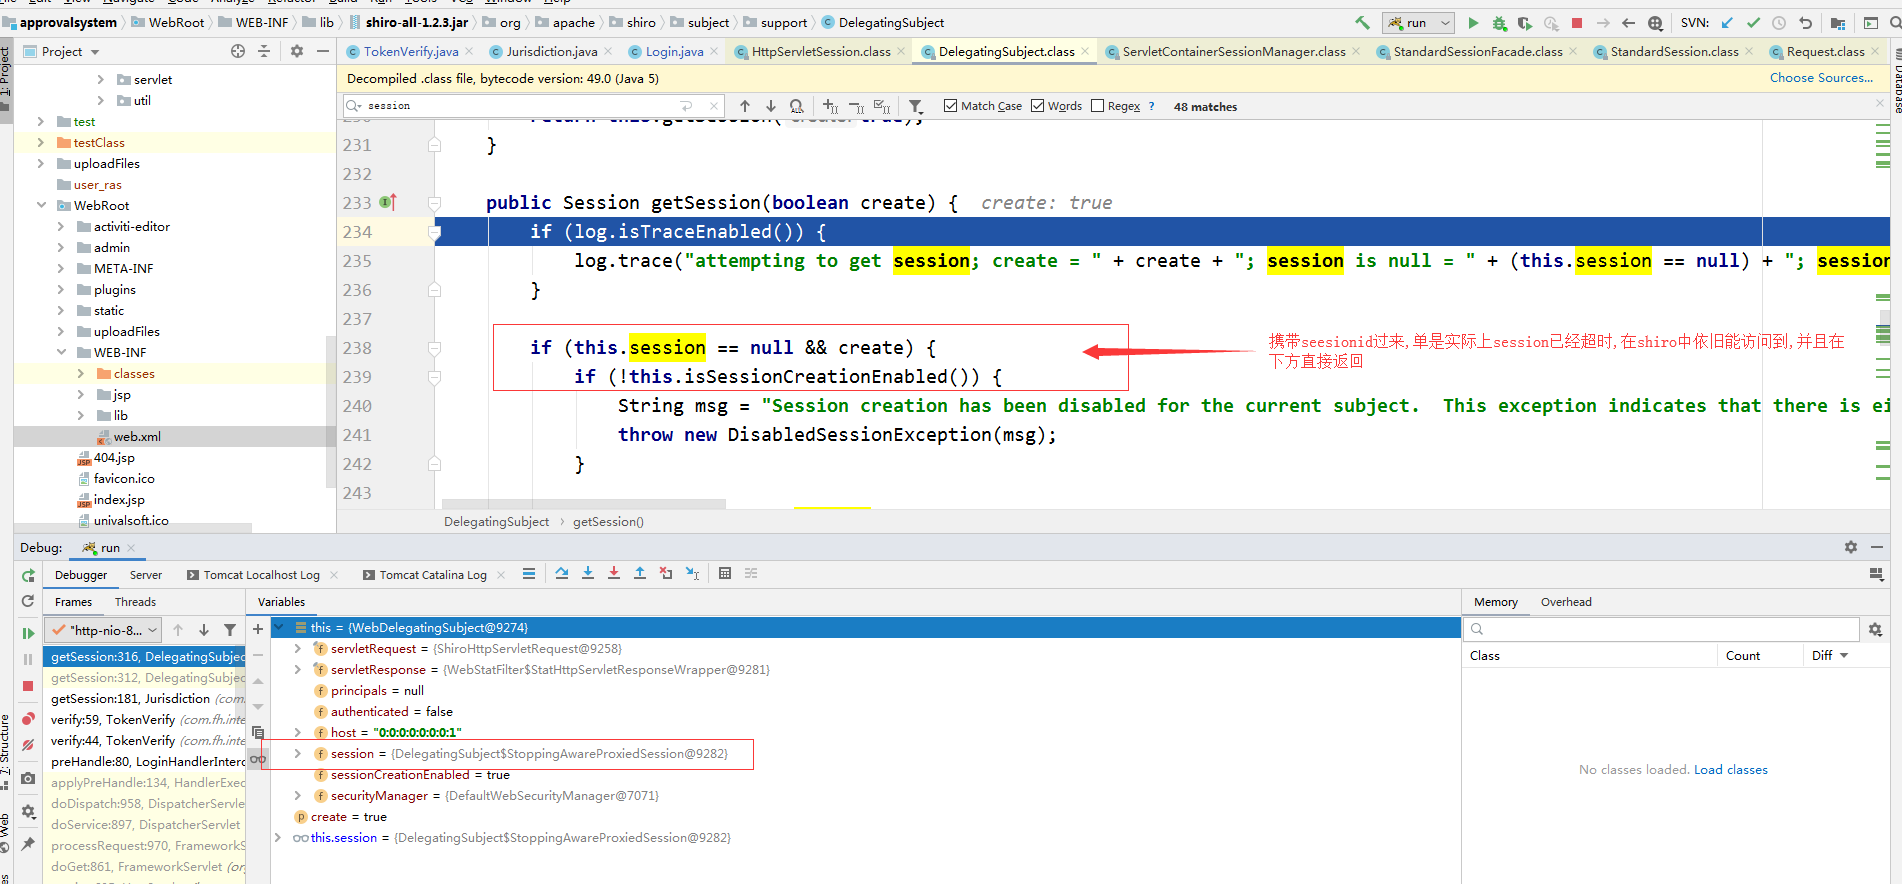 approvalsystem WebRoot WEB-INF lib shiro-all-1.2.3.jar org apache shiro subject support DelegatingSubject run SVN:
Project TokenVerify.java Jurisdiction.java Login.java HttpServletSession.class DelegatingSubject.class ServletContainerSessionManager.class StandardSessionFacade.class StandardSession.class Request.class
1: Project
Database
Decompiled .class file, bytecode version: 49.0 (Java 5) Choose Sources...
session Match Case Words Regex ? 48 matches
servlet
util
test
testClass
uploadFiles
user_ras
WebRoot
activiti-editor
admin
META-INF
plugins
static
uploadFiles
WEB-INF
classes
jsp
lib
web.xml
404.jsp
favicon.ico
index.jsp
univalsoft.ico
231 }
232
233 public Session getSession(boolean create) { create: true
234 if (log.isTraceEnabled()) {
235 log.trace("attempting to get session; create = " + create + "; session is null = " + (this.session == null) + "; session
236 }
237
238 if (this.session == null && create) {
239 if (!this.isSessionCreationEnabled()) {
240 String msg = "Session creation has been disabled for the current subject.  This exception indicates that there is ei
241 throw new DisabledSessionException(msg);
242 }
243
携带seesionid过来,单是实际上session已经超时,在shiro中依旧能访问到,并且在
下方直接返回
DelegatingSubject › getSession()
Debug: run
Debugger Server Tomcat Localhost Log Tomcat Catalina Log
Frames Threads
Variables
Memory Overhead
"http-nio-8...
getSession:316, DelegatingSubjec
getSession:312, DelegatingSubjec
getSession:181, Jurisdiction (com.f
verify:59, TokenVerify (com.fh.inte
verify:44, TokenVerify (com.fh.inte
preHandle:80, LoginHandlerInterc
applyPreHandle:134, HandlerExec
doDispatch:958, DispatcherServle
doService:897, DispatcherServlet
processRequest:970, FrameworkS
doGet:861, FrameworkServlet (org
this = {WebDelegatingSubject@9274}
servletRequest = {ShiroHttpServletRequest@9258}
servletResponse = {WebStatFilter$StatHttpServletResponseWrapper@9281}
principals = null
authenticated = false
host = "0:0:0:0:0:0:0:1"
session = {DelegatingSubject$StoppingAwareProxiedSession@9282}
sessionCreationEnabled = true
securityManager = {DefaultWebSecurityManager@7071}
create = true
this.session = {DelegatingSubject$StoppingAwareProxiedSession@9282}
Class Count Diff
No classes loaded. Load classes
7: Structure
Web